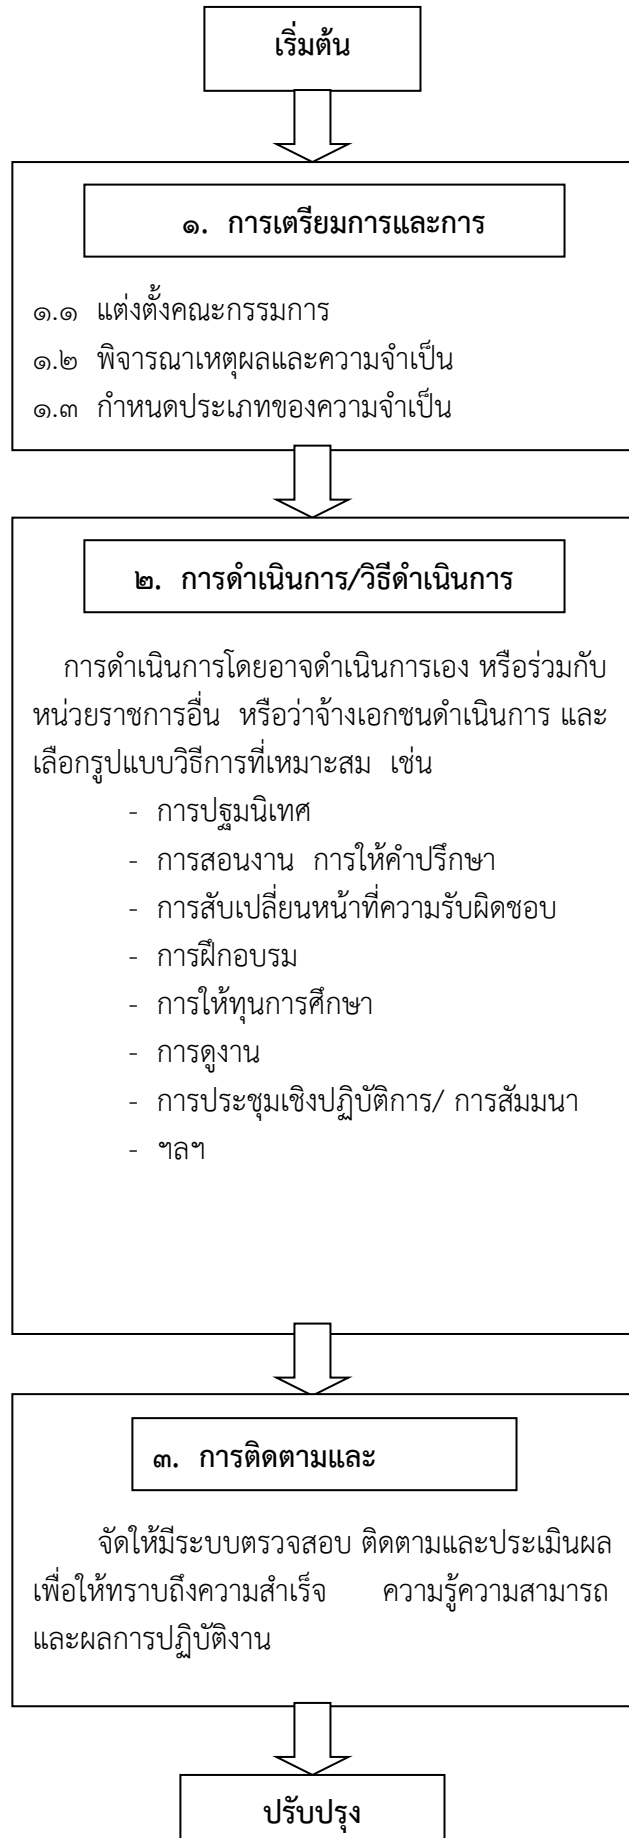 เริ่มต้น
๑. การเตรียมการและการ
๑.๑ แต่งตั้งคณะกรรมการ
๑.๒ พิจารณาเหตุผลและความจำเป็น
๑.๓ กำหนดประเภทของความจำเป็น
๒. การดำเนินการ/วิธีดำเนินการ
การดำเนินการโดยอาจดำเนินการเอง หรือร่วมกับ
หน่วยราชการอื่น หรือว่าจ้างเอกชนดำเนินการ และ
เลือกรูปแบบวิธีการที่เหมาะสม เช่น
- การปฐมนิเทศ
- การสอนงาน การให้คำปรึกษา
- การสับเปลี่ยนหน้าที่ความรับผิดชอบ
- การฝึกอบรม
- การให้ทุนการศึกษา
- การดูงาน
- การประชุมเชิงปฏิบัติการ/ การสัมมนา
- ฯลฯ
๓. การติดตามและ
จัดให้มีระบบตรวจสอบ ติดตามและประเมินผล
เพื่อให้ทราบถึงความสำเร็จ ความรู้ความสามารถ
และผลการปฏิบัติงาน
ปรับปรุง